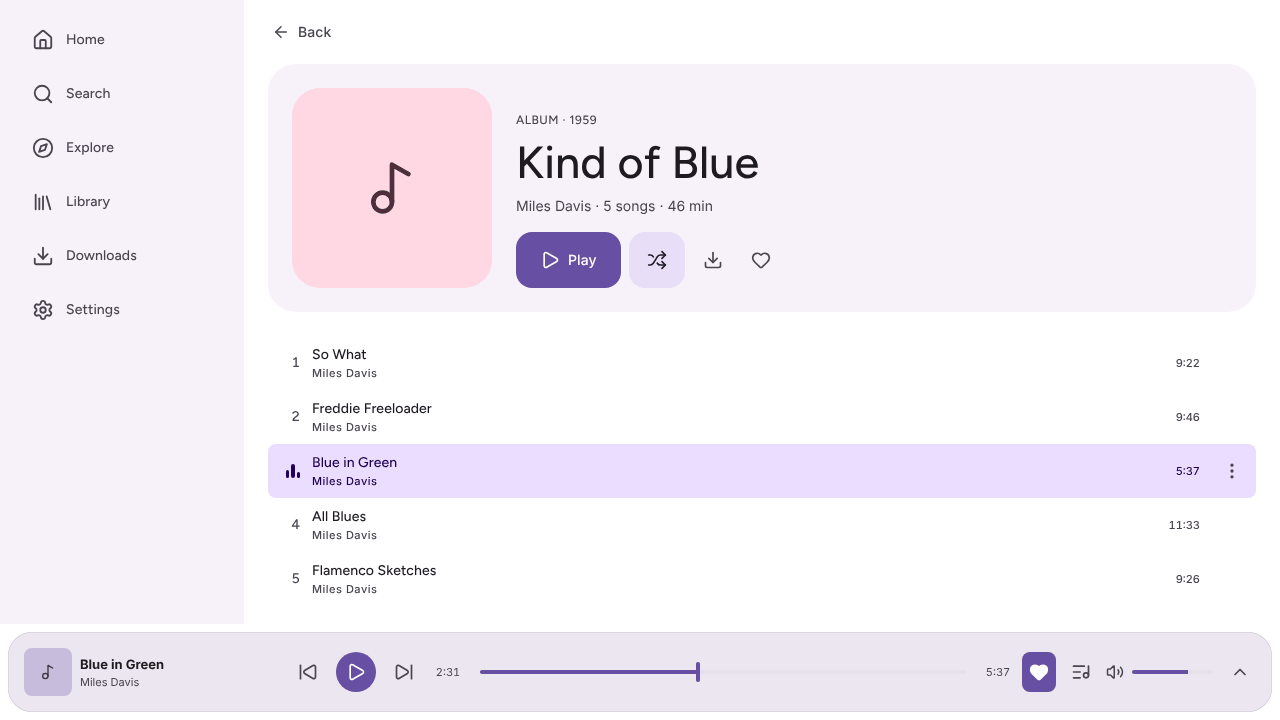 Home
Search
Explore
Library
Downloads
Settings
Back
ALBUM · 1959
Kind of Blue
Miles Davis · 5 songs · 46 min
Play
1 So What 9:22
Miles Davis
2 Freddie Freeloader 9:46
Miles Davis
Blue in Green 5:37
Miles Davis
4 All Blues 11:33
Miles Davis
5 Flamenco Sketches 9:26
Miles Davis
Blue in Green
Miles Davis
2:31 5:37